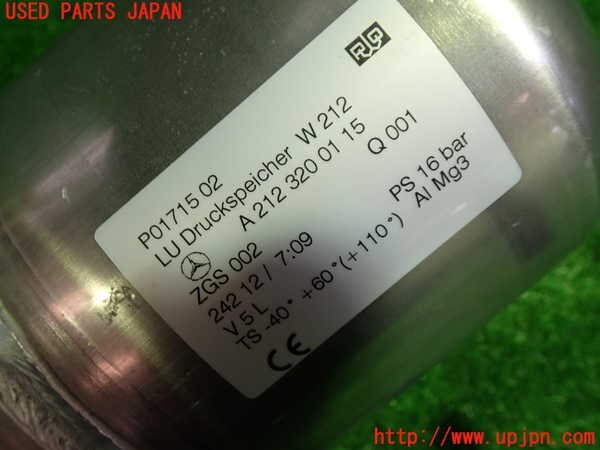 USED PARTS JAPAN
P01715 02
LU Druckspeicher W 212
A 212 320 01 15 Q 001
ZGS 002
242 12 / 7:09
V 5 L PS 16 bar
TS -40° +60°(+110°) Al Mg3
CE
http://www.upjpn.com/